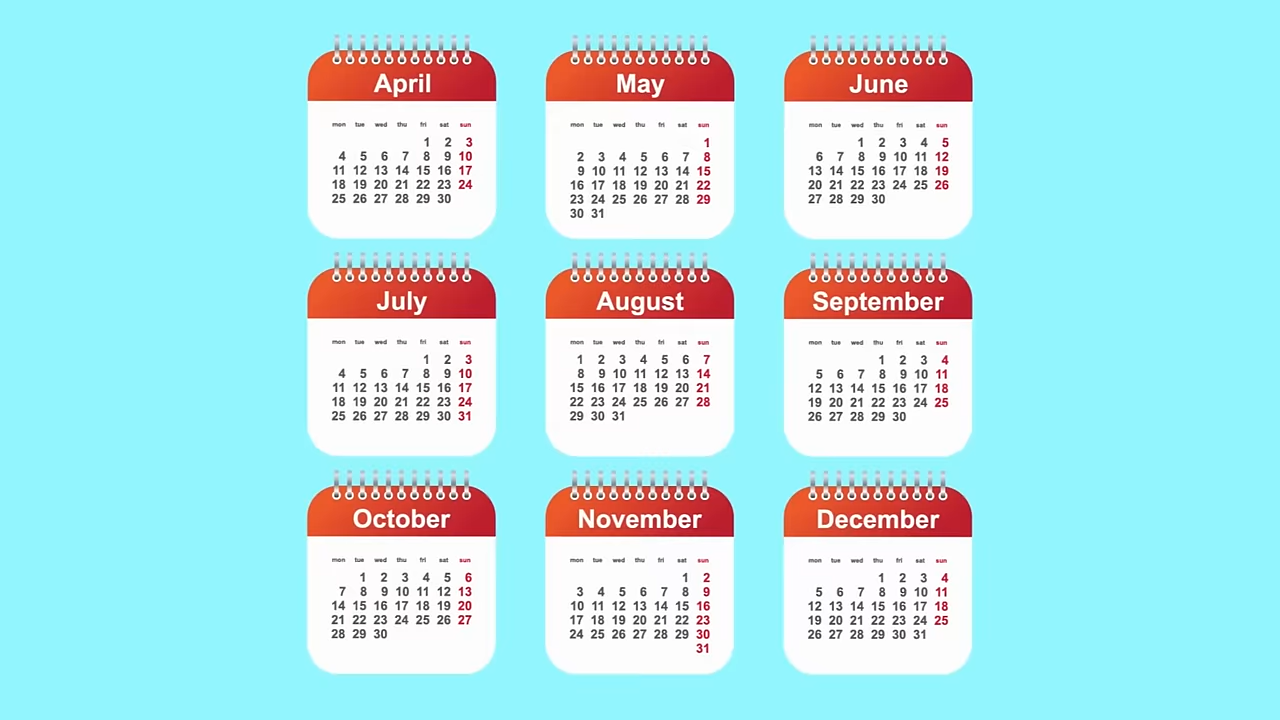 April
mon tue wed thu fri sat sun
1 2 3
4 5 6 7 8 9 10
11 12 13 14 15 16 17
18 19 20 21 22 23 24
25 26 27 28 29 30
May
mon tue wed thu fri sat sun
1
2 3 4 5 6 7 8
9 10 11 12 13 14 15
16 17 18 19 20 21 22
23 24 25 26 27 28 29
30 31
June
mon tue wed thu fri sat sun
1 2 3 4 5
6 7 8 9 10 11 12
13 14 15 16 17 18 19
20 21 22 23 24 25 26
27 28 29 30
July
mon tue wed thu fri sat sun
1 2 3
4 5 6 7 8 9 10
11 12 13 14 15 16 17
18 19 20 21 22 23 24
25 26 27 28 29 30 31
August
mon tue wed thu fri sat sun
1 2 3 4 5 6 7
8 9 10 11 12 13 14
15 16 17 18 19 20 21
22 23 24 25 26 27 28
29 30 31
September
mon tue wed thu fri sat sun
1 2 3 4
5 6 7 8 9 10 11
12 13 14 15 16 17 18
19 20 21 22 23 24 25
26 27 28 29 30
October
mon tue wed thu fri sat sun
1 2 3 4 5 6
7 8 9 10 11 12 13
14 15 16 17 18 19 20
21 22 23 24 25 26 27
28 29 30
November
mon tue wed thu fri sat sun
1 2
3 4 5 6 7 8 9
10 11 12 13 14 15 16
17 18 19 20 21 22 23
24 25 26 27 28 29 30
31
December
mon tue wed thu fri sat sun
1 2 3 4
5 6 7 8 9 10 11
12 13 14 15 16 17 18
19 20 21 22 23 24 25
26 27 28 29 30 31